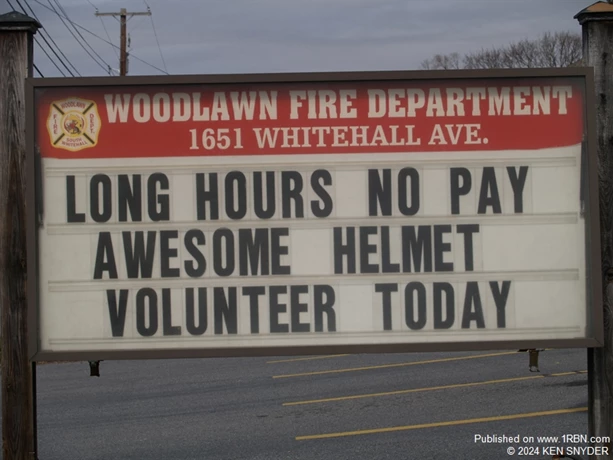 WOODLAWN FIRE DEPARTMENT
1651 WHITEHALL AVE.
LONG HOURS NO PAY
AWESOME HELMET
VOLUNTEER TODAY
Published on www.1RBN.com
© 2024 KEN SNYDER